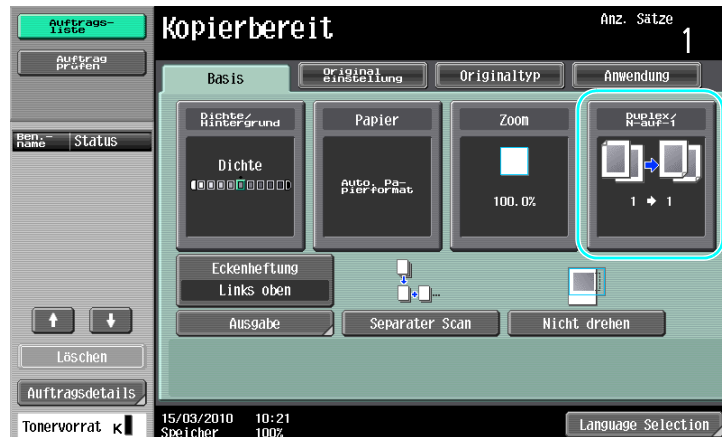 Auftrags-
liste
Auftrag
prüfen
Ben.-
name
Status
Löschen
Auftragsdetails
Tonervorrat K
Kopierbereit
Anz. Sätze
1
Basis
Original
einstellung
Originaltyp
Anwendung
Dichte/
Hintergrund
Dichte
Papier
Auto. Pa-
pierformat
Zoom
100.0%
Duplex/
N-auf-1
1 → 1
Eckenheftung
Links oben
Ausgabe
Separater Scan
Nicht drehen
15/03/2010 10:21
Speicher 100%
Language Selection